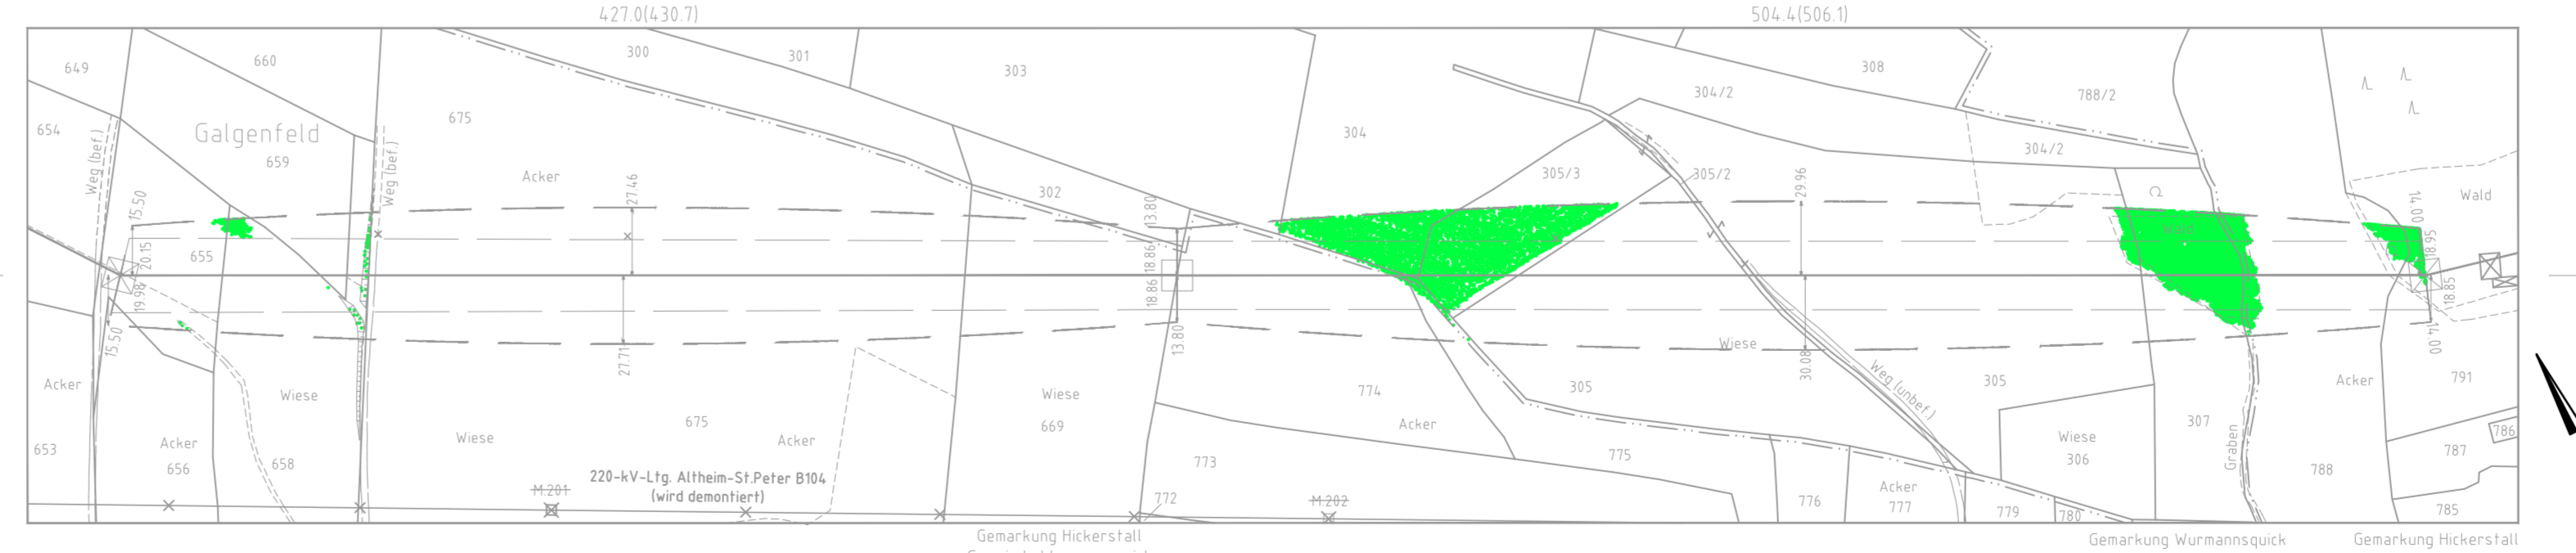 427.0(430.7)
504.4(506.1)
649
660
300
301
303
308
304/2
788/2
654
Galgenfeld
659
675
304
304/2
Weg (bef.)
Weg (bef.)
Acker
302
305/3
305/2
Wald
15.50
27.46
13.80
29.96
14.00
20.15
655
18.86
18.95
Wald
19.98
18.86
18.85
15.50
27.71
13.80
Wiese
30.08
14.00
Acker
Wiese
Wiese
774
305
Weg (unbef.)
305
Acker
791
653
Acker
656
658
Wiese
675
Acker
669
Acker
307
Graben
786
773
775
Wiese
306
788
787
220-kV-Ltg. Altheim-St.Peter B104
(wird demontiert)
M.201
772
M.202
776
Acker
777
779
780
785
Gemarkung Hickerstall
Gemarkung Wurmannsquick
Gemarkung Hickerstall